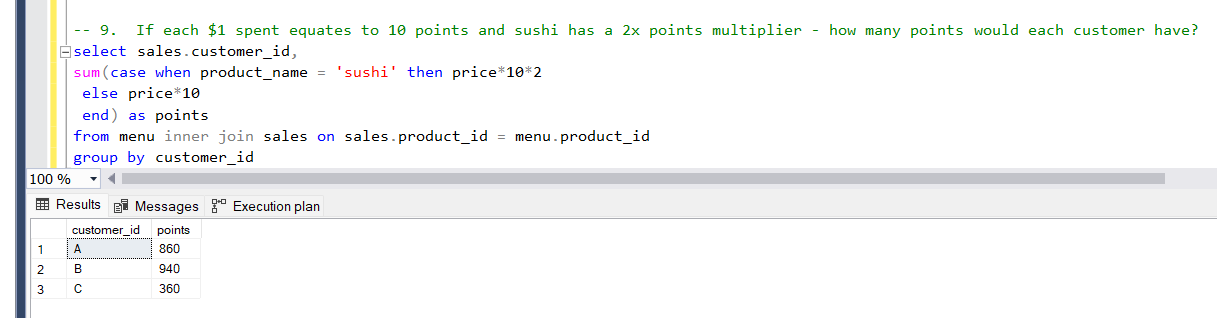 -- 9.  If each $1 spent equates to 10 points and sushi has a 2x points multiplier - how many points would each customer have?
select sales.customer_id,
sum(case when product_name = 'sushi' then price*10*2
 else price*10
 end) as points
from menu inner join sales on sales.product_id = menu.product_id
group by customer_id
100 %
Results Messages Execution plan
customer_id points
1 A 860
2 B 940
3 C 360